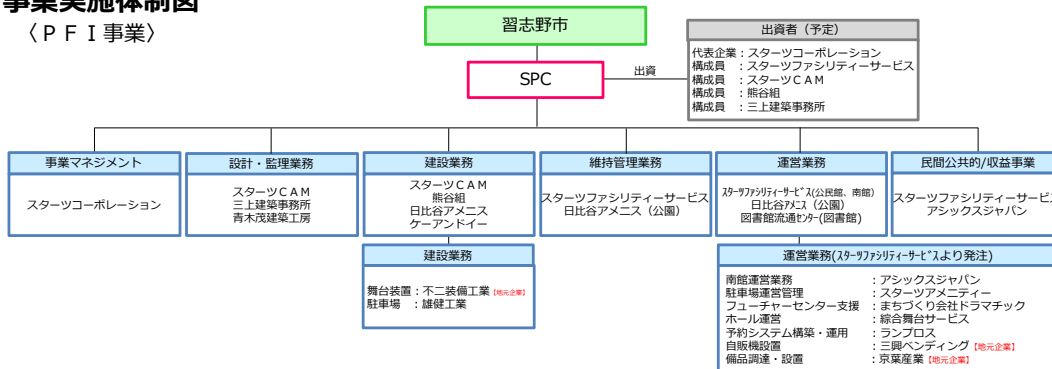 事業実施体制図
〈ＰＦＩ事業〉
習志野市
SPC
出資
出資者（予定）
代表企業：スターツコーポレーション
構成員　：スターツファシリティーサービス
構成員　：スターツＣＡＭ
構成員　：熊谷組
構成員　：三上建築事務所
事業マネジメント
スターツコーポレーション
設計・監理業務
スターツＣＡＭ
三上建築事務所
青木茂建築工房
建設業務
スターツＣＡＭ
熊谷組
日比谷アメニス
ケーアンドイー
維持管理業務
スターツファシリティーサービス
日比谷アメニス（公園）
運営業務
ｽﾀｰﾂﾌｧｼﾘﾃｨｰｻｰﾋﾞｽ(公民館、南館)
日比谷ｱﾒﾆｽ（公園）
図書館流通ｾﾝﾀｰ(図書館)
民間公共的/収益事業
スターツファシリティーサービス
アシックスジャパン
建設業務
舞台装置：不二装備工業【地元企業】
駐車場　：雄健工業
運営業務(ｽﾀｰﾂﾌｧｼﾘﾃｨｰｻｰﾋﾞｽより発注)
南館運営業務　：アシックスジャパン
駐車場運営管理　：スターツアメニティー
フューチャーセンター支援　：まちづくり会社ドラマチック
ホール運営　：綜合舞台サービス
予約システム構築・運用　：ランプロス
自販機設置　：三興ベンディング【地元企業】
備品調達・設置　：京葉産業【地元企業】